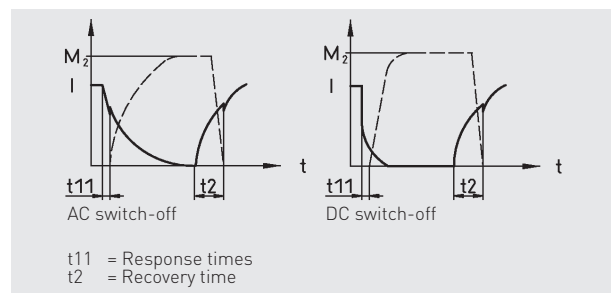 M₂
I
t
t11
t2
AC switch-off
M₂
I
t
t11
t2
DC switch-off
t11 = Response times
t2 = Recovery time